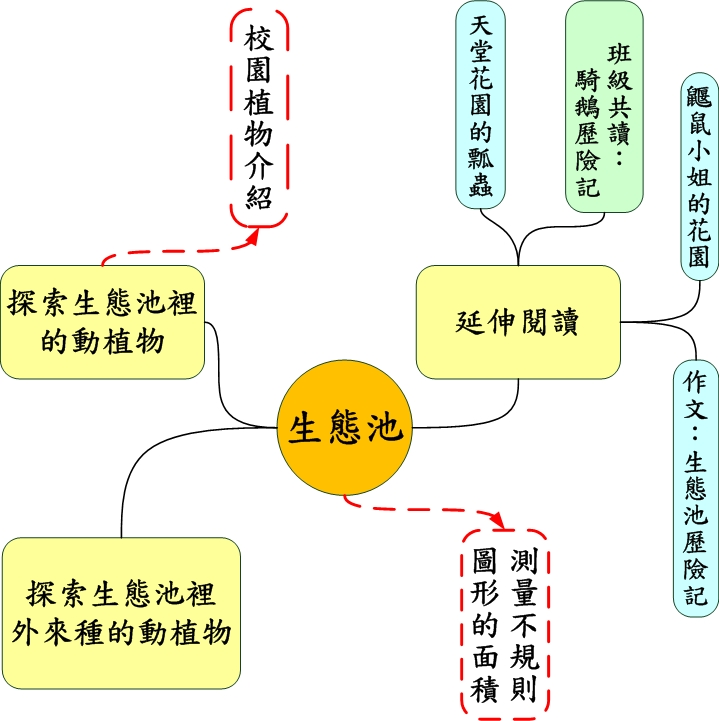 校園植物介紹
天堂花園的瓢蟲
班級共讀：
騎鵝歷險記
鼴鼠小姐的花園
探索生態池裡
的動植物
延伸閱讀
生態池
作文：生態池歷險記
探索生態池裡
外來種的動植物
測量不規則
圖形的面積